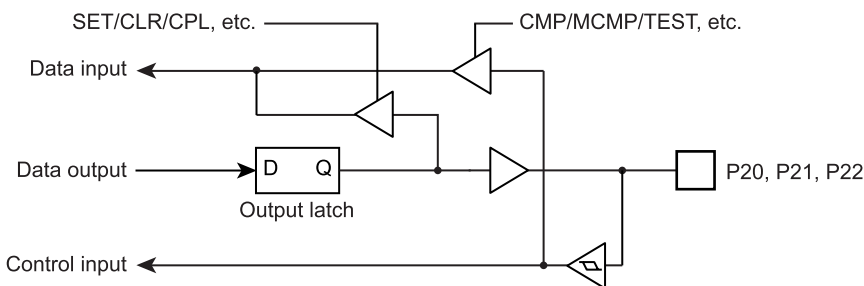 SET/CLR/CPL, etc.
CMP/MCMP/TEST, etc.
Data input
Data output
D Q
P20, P21, P22
Output latch
Control input